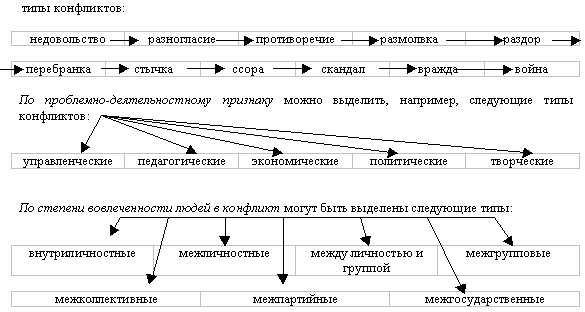 типы конфликтов:
недовольство разногласие противоречие размолвка раздор
перебранка стычка ссора скандал вражда война
По проблемно-деятельностному признаку можно выделить, например, следующие типы
конфликтов:
управленческие педагогические экономические политические творческие
По степени вовлеченности людей в конфликт могут быть выделены следующие типы:
внутриличностные межличностные между личностью и межгрупповые
группой
межколлективные межпартийные межгосударственные